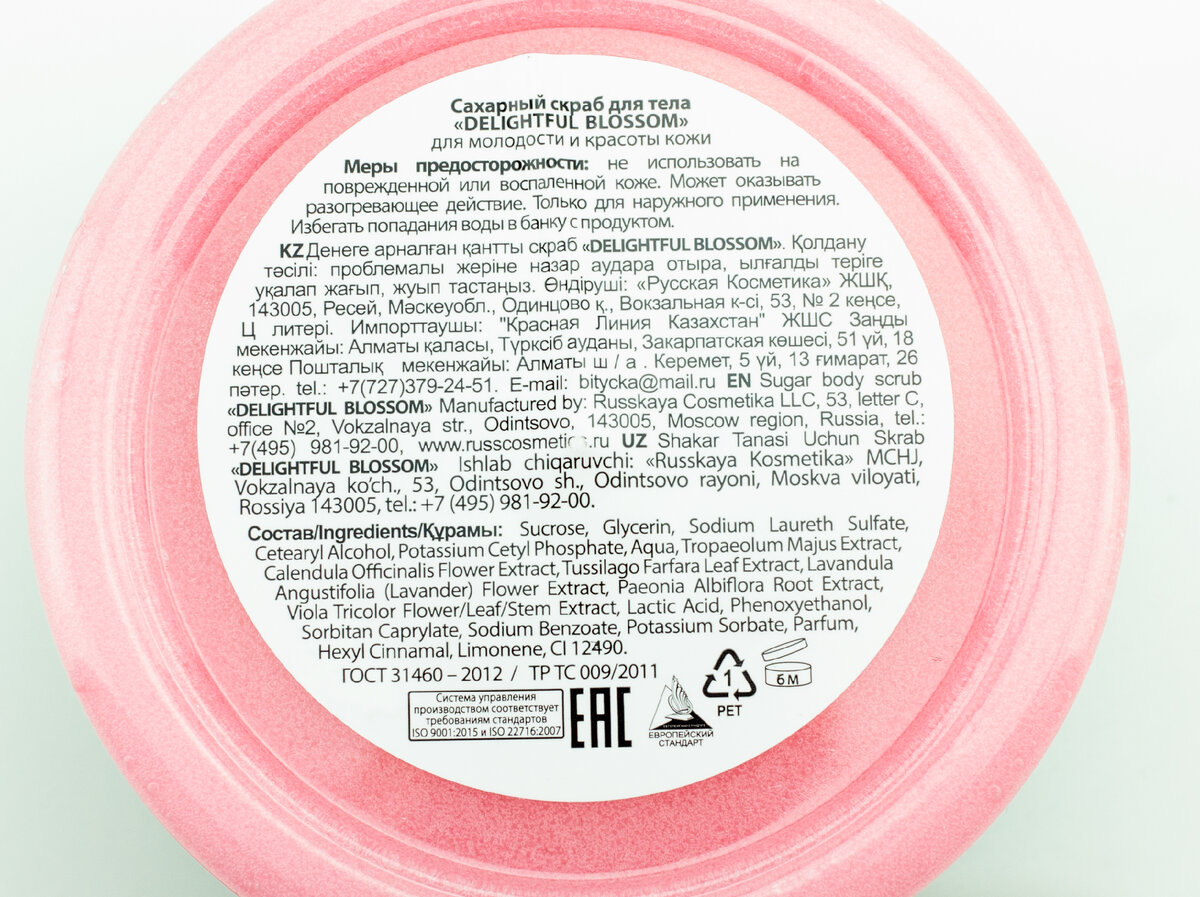 Сахарный скраб для тела
«DELIGHTFUL BLOSSOM»
для молодости и красоты кожи
Меры предосторожности: не использовать на
поврежденной или воспаленной коже. Может оказывать
разогревающее действие. Только для наружного применения.
Избегать попадания воды в банку с продуктом.
KZ Денеге арналған қантты скраб «DELIGHTFUL BLOSSOM». Қолдану
тәсілі: проблемалы жеріне назар аудара отыра, ылғалды теріге
уқалап жағып, жуып тастаңыз. Өндіруші: «Русская Косметика» ЖШҚ,
143005, Ресей, Мәскеуобл., Одинцово қ., Вокзальная к-сі, 53, № 2 кеңсе,
Ц литері. Импорттаушы: "Красная Линия Казахстан" ЖШС Заңды
мекенжайы: Алматы қаласы, Түрксіб ауданы, Закарпатская көшесі, 51 үй, 18
кеңсе Пошталық мекенжайы: Алматы ш / а . Керемет, 5 үй, 13 ғимарат, 26
пәтер. tel.: +7(727)379-24-51. E-mail: bitycka@mail.ru EN Sugar body scrub
«DELIGHTFUL BLOSSOM» Manufactured by: Russkaya Cosmetika LLC, 53, letter C,
office №2, Vokzalnaya str., Odintsovo, 143005, Moscow region, Russia, tel.:
+7(495) 981-92-00, www.russcosmetics.ru UZ Shakar Tanasi Uchun Skrab
«DELIGHTFUL BLOSSOM» Ishlab chiqaruvchi: «Russkaya Kosmetika» MCHJ,
Vokzalnaya ko'ch., 53, Odintsovo sh., Odintsovo rayoni, Moskva viloyati,
Rossiya 143005, tel.: +7 (495) 981-92-00.
Состав/Ingredients/Құрамы: Sucrose, Glycerin, Sodium Laureth Sulfate,
Cetearyl Alcohol, Potassium Cetyl Phosphate, Aqua, Tropaeolum Majus Extract,
Calendula Officinalis Flower Extract, Tussilago Farfara Leaf Extract, Lavandula
Angustifolia (Lavander) Flower Extract, Paeonia Albiflora Root Extract,
Viola Tricolor Flower/Leaf/Stem Extract, Lactic Acid, Phenoxyethanol,
Sorbitan Caprylate, Sodium Benzoate, Potassium Sorbate, Parfum,
Hexyl Cinnamal, Limonene, CI 12490.
ГОСТ 31460 – 2012 / ТР ТС 009/2011
Система управления
производством соответствует
требованиям стандартов
ISO 9001:2015 и ISO 22716:2007
EAC
ЕВРОПЕЙСКИЙ
СТАНДАРТ
1
PET
6 М